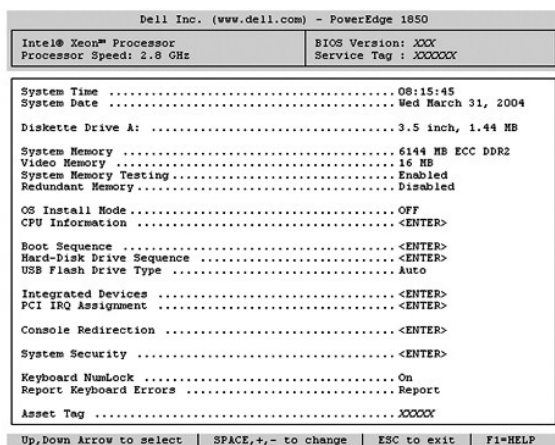 Dell Inc. (www.dell.com) - PowerEdge 1850
Intel® Xeon™ Processor
Processor Speed: 2.8 GHz
BIOS Version: XXX
Service Tag : XXXXXX
System Time ........................................ 08:15:45
System Date ........................................ Wed March 31, 2004
Diskette Drive A: .................................. 3.5 inch, 1.44 MB
System Memory ...................................... 6144 MB ECC DDR2
Video Memory ....................................... 16 MB
System Memory Testing............................... Enabled
Redundant Memory.................................... Disabled
OS Install Mode..................................... OFF
CPU Information .................................... <ENTER>
Boot Sequence ...................................... <ENTER>
Hard-Disk Drive Sequence ........................... <ENTER>
USB Flash Drive Type ............................... Auto
Integrated Devices ................................. <ENTER>
PCI IRQ Assignment ................................. <ENTER>
Console Redirection ................................ <ENTER>
System Security .................................... <ENTER>
Keyboard NumLock ................................... On
Report Keyboard Errors ............................. Report
Asset Tag .......................................... XXXXX
Up,Down Arrow to select | SPACE,+,- to change | ESC to exit | F1=HELP